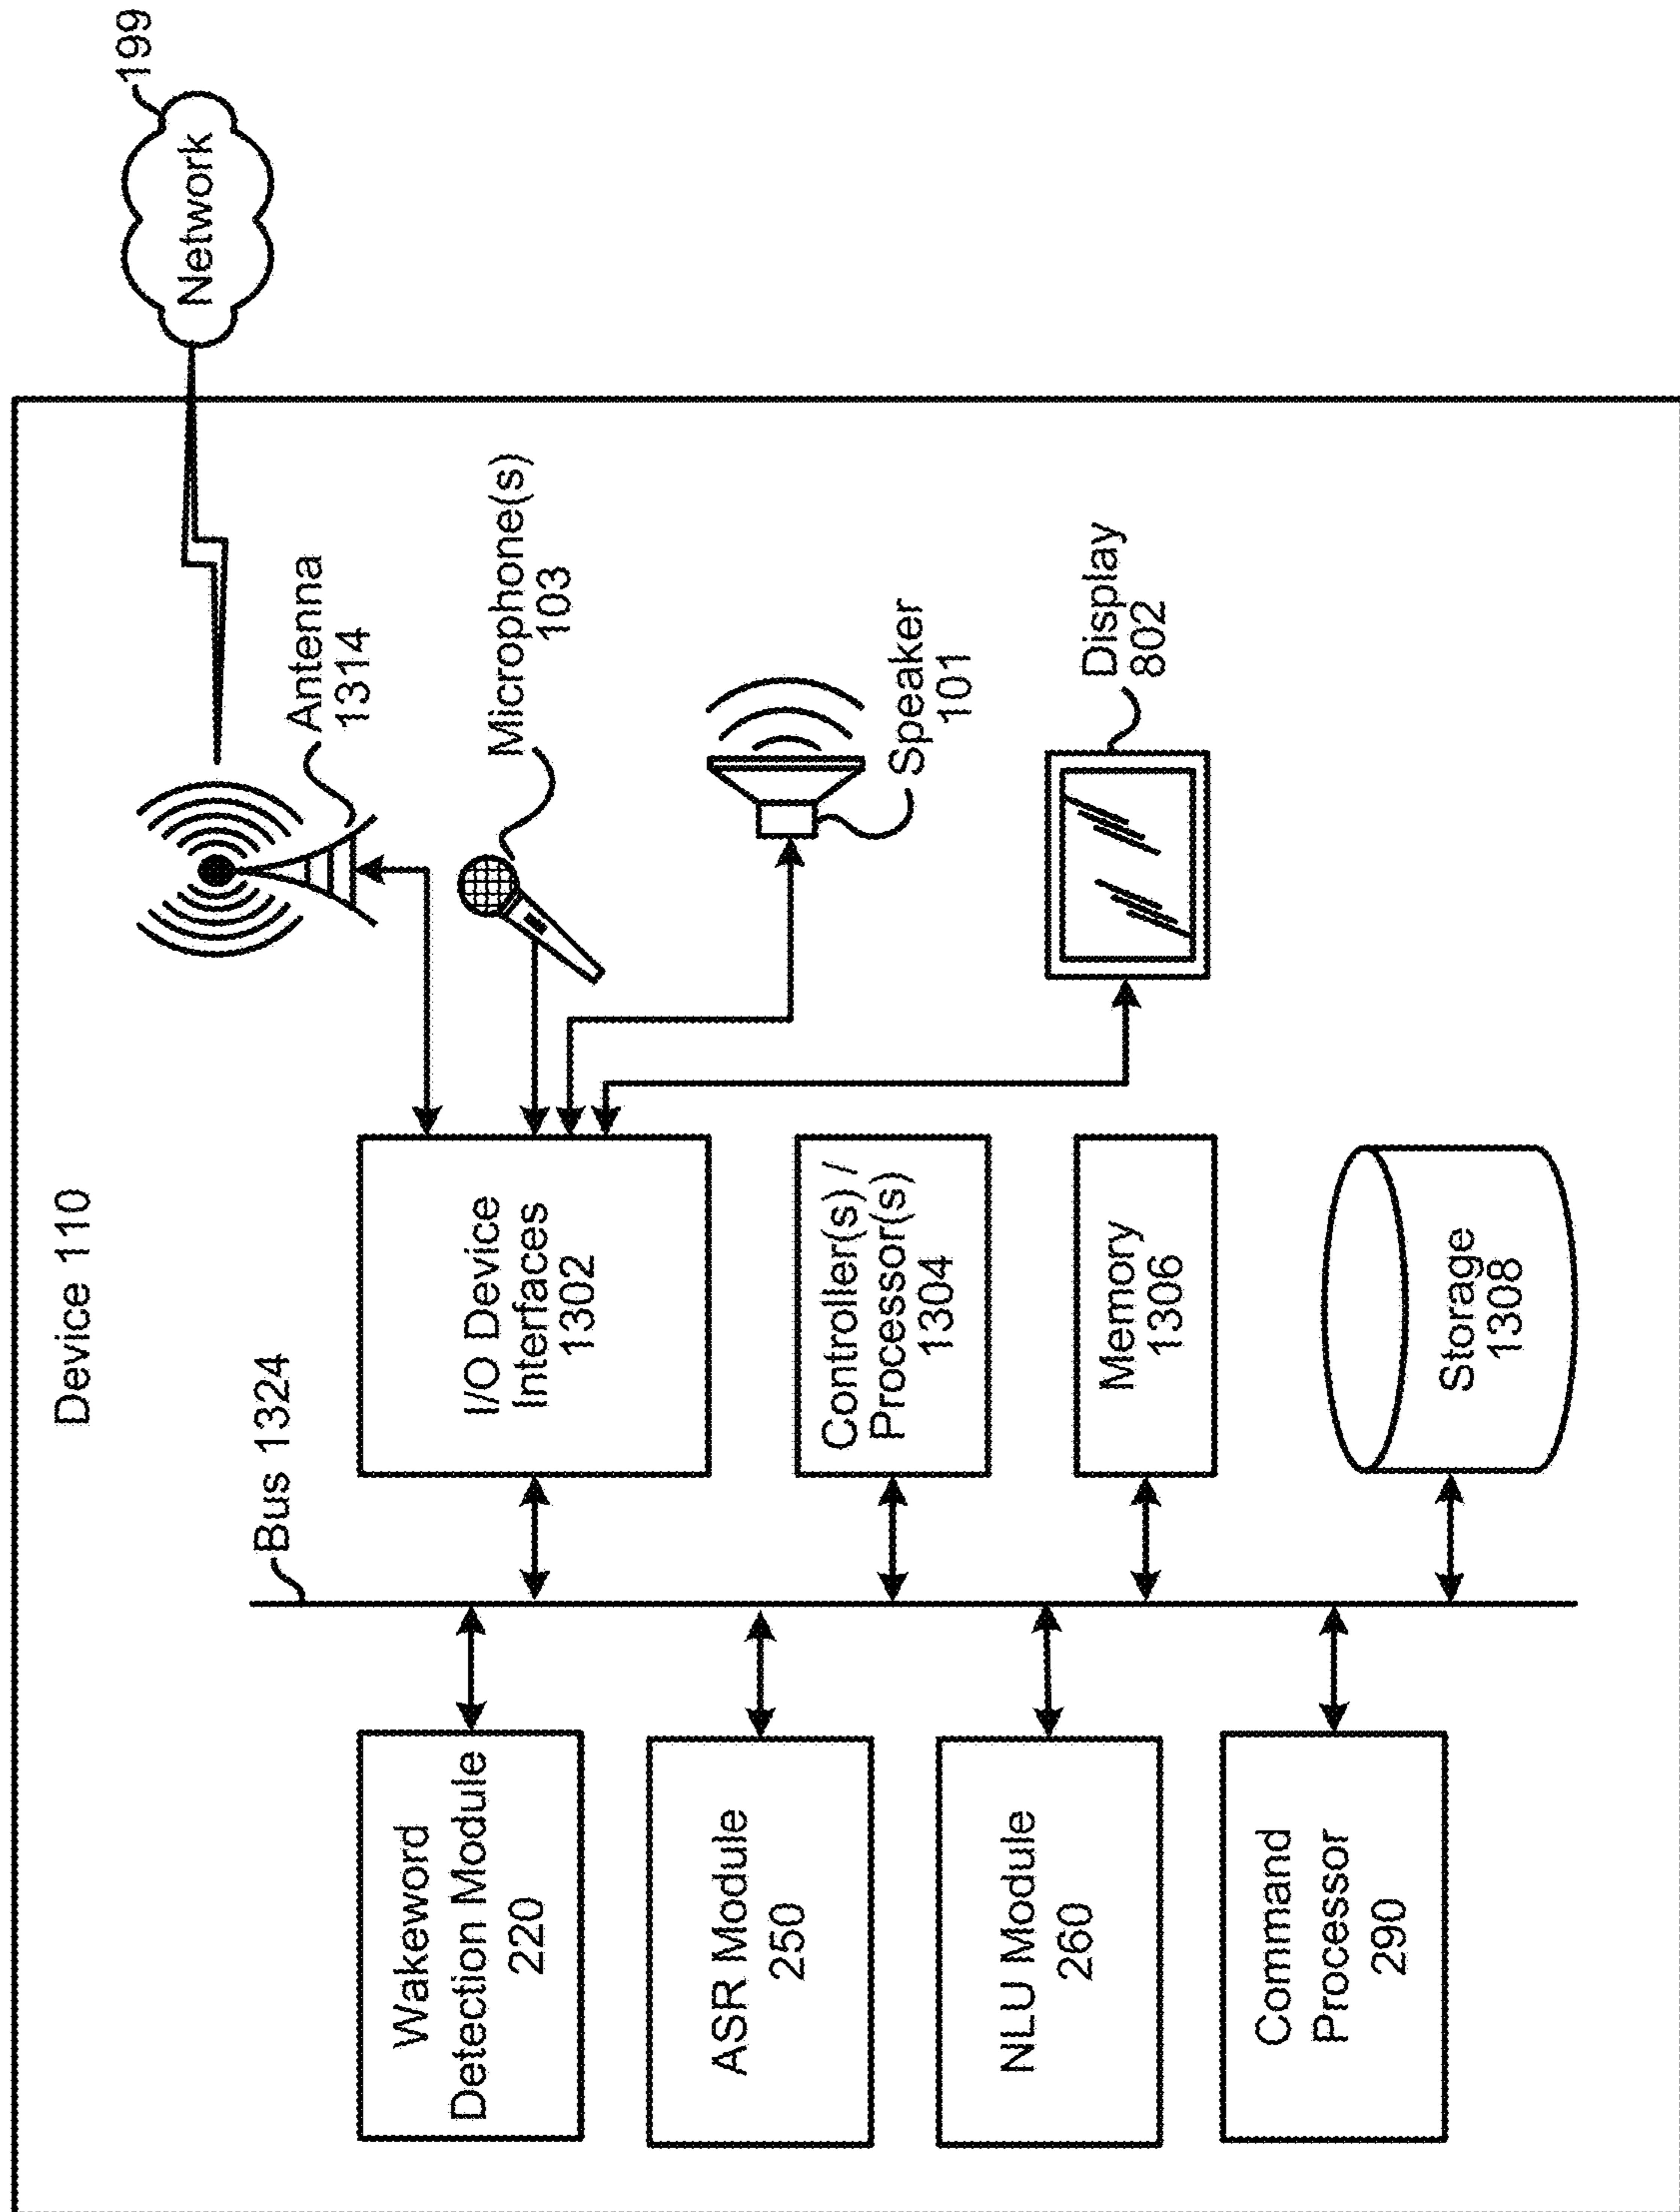 Device 110
Bus 1324
Wakeword
Detection Module
220
ASR Module
250
NLU Module
260
Command
Processor
290
I/O Device
Interfaces
1302
Controller(s) /
Processor(s)
1304
Memory
1306
Storage
1308
Antenna
1314
Microphone(s)
103
Speaker
101
Display
802
Network
199